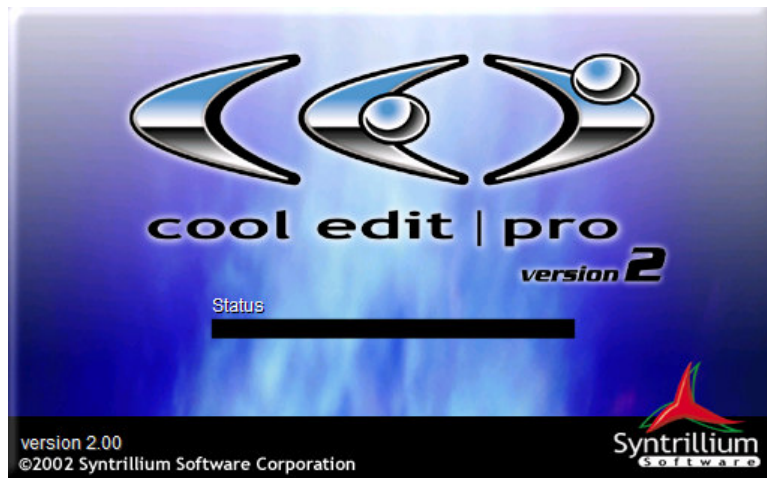 cool edit | pro
version 2
Status
version 2.00
©2002 Syntrillium Software Corporation
Syntrillium
Software